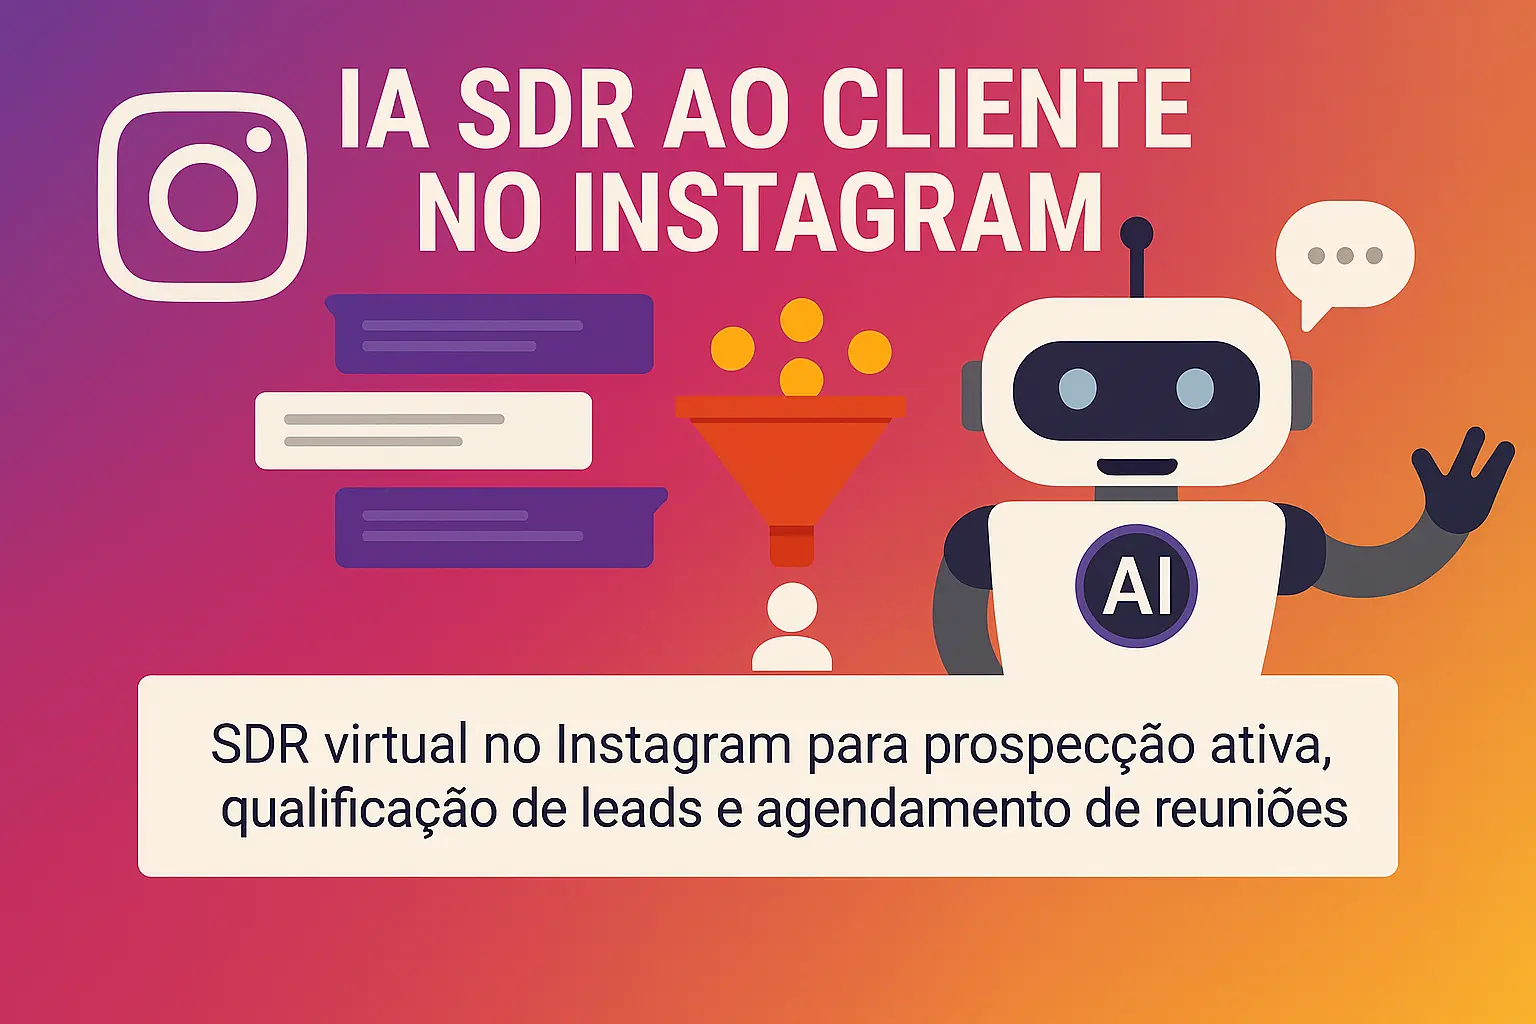 IA SDR AO CLIENTE
NO INSTAGRAM
AI
SDR virtual no Instagram para prospecção ativa,
qualificação de leads e agendamento de reuniões